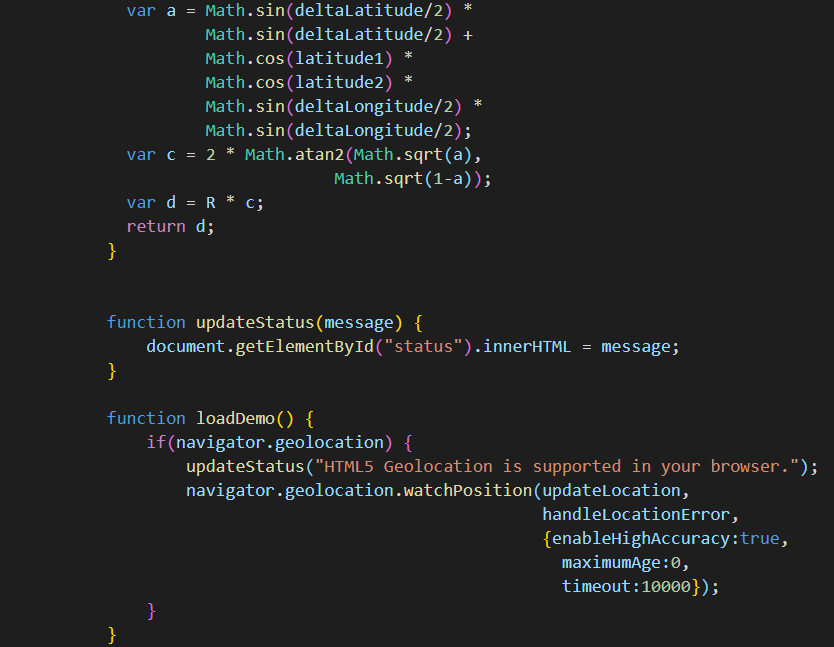 var a = Math.sin(deltaLatitude/2) *
Math.sin(deltaLatitude/2) +
Math.cos(latitude1) *
Math.cos(latitude2) *
Math.sin(deltaLongitude/2) *
Math.sin(deltaLongitude/2);
var c = 2 * Math.atan2(Math.sqrt(a),
Math.sqrt(1-a));
var d = R * c;
return d;
}
function updateStatus(message) {
document.getElementById("status").innerHTML = message;
}
function loadDemo() {
if(navigator.geolocation) {
updateStatus("HTML5 Geolocation is supported in your browser.");
navigator.geolocation.watchPosition(updateLocation,
handleLocationError,
{enableHighAccuracy:true,
maximumAge:0,
timeout:10000});
}
}